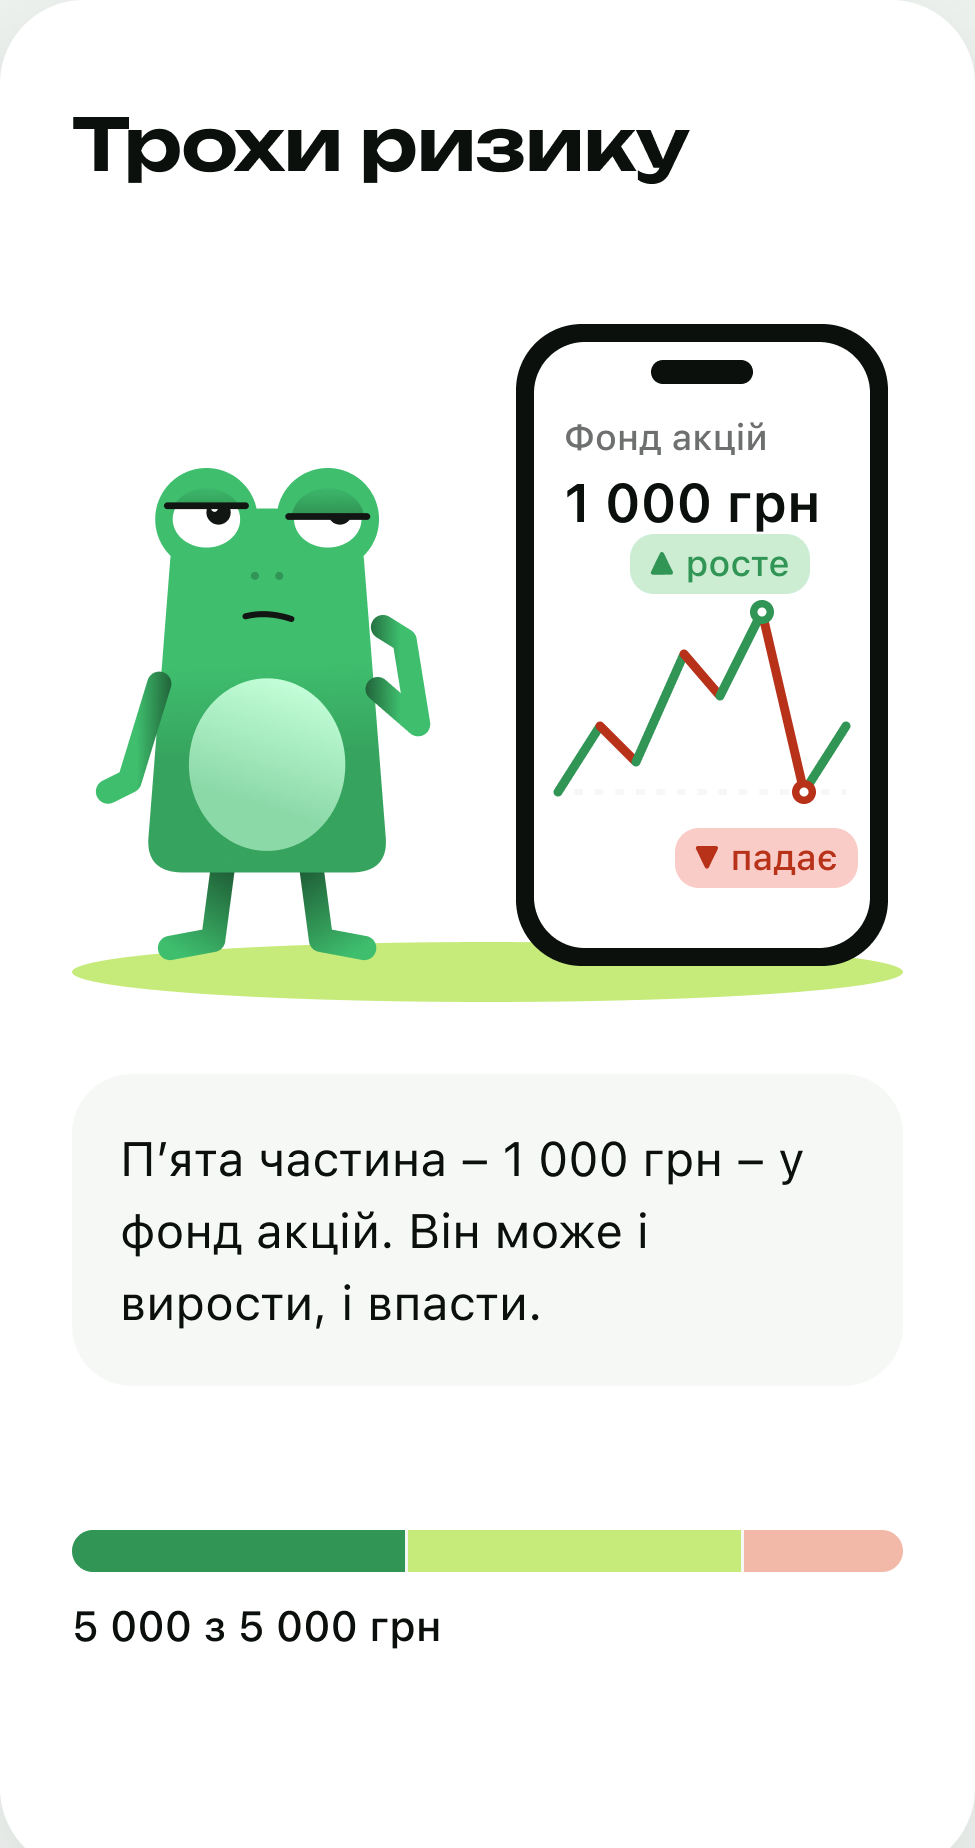 Трохи ризику
Фонд акцій
1 000 грн
▲ росте
▼ падає
П’ята частина – 1 000 грн – у
фонд акцій. Він може і
вирости, і впасти.
5 000 з 5 000 грн